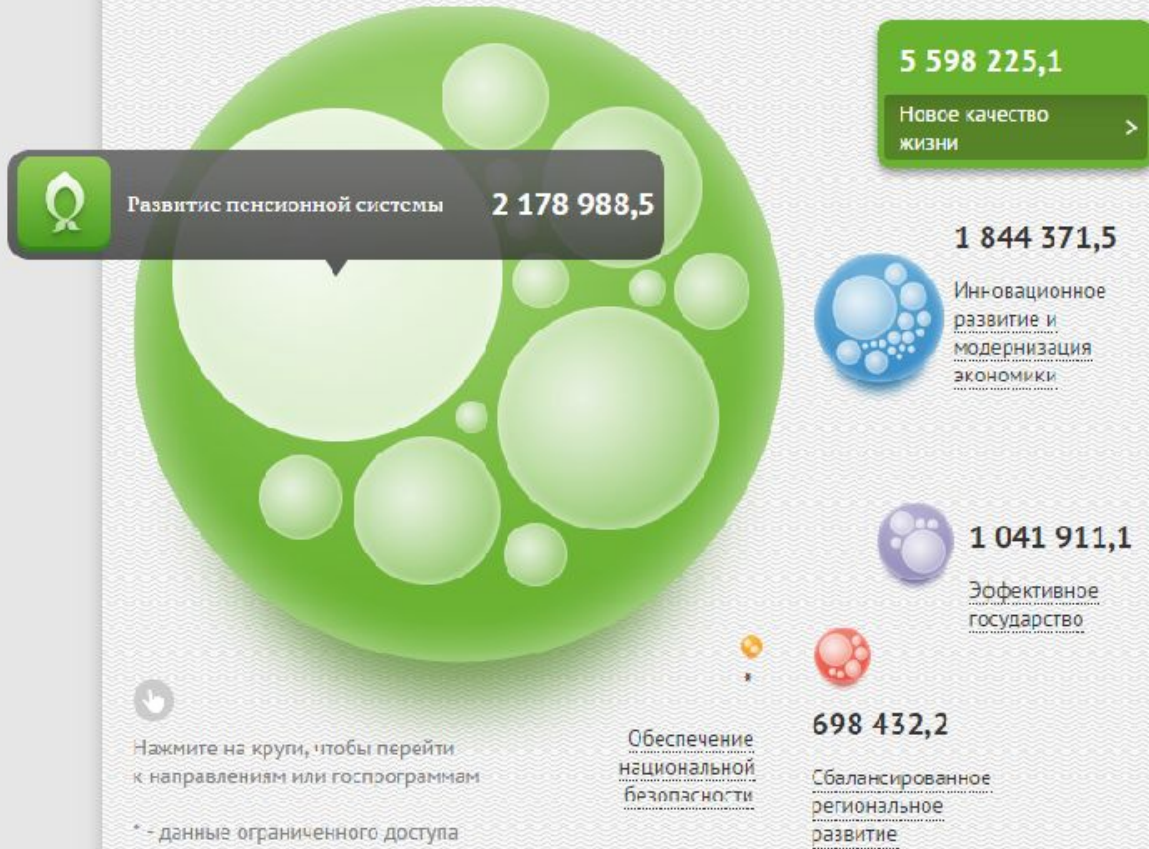 5 598 225,1
Новое качество
жизни
Развитие пенсионной системы
2 178 988,5
1 844 371,5
Инновационное
развитие и
модернизация
экономики
1 041 911,1
Эффективное
государство
*
698 432,2
Обеспечение
национальной
безопасности
Сбалансированное
региональное
развитие
Нажмите на круги, чтобы перейти
к направлениям или госпрограммам
* - данные ограниченного доступа